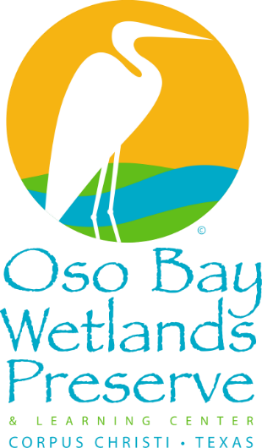 ©
Oso Bay
Wetlands
Preserve
& LEARNING CENTER
CORPUS CHRISTI • TEXAS